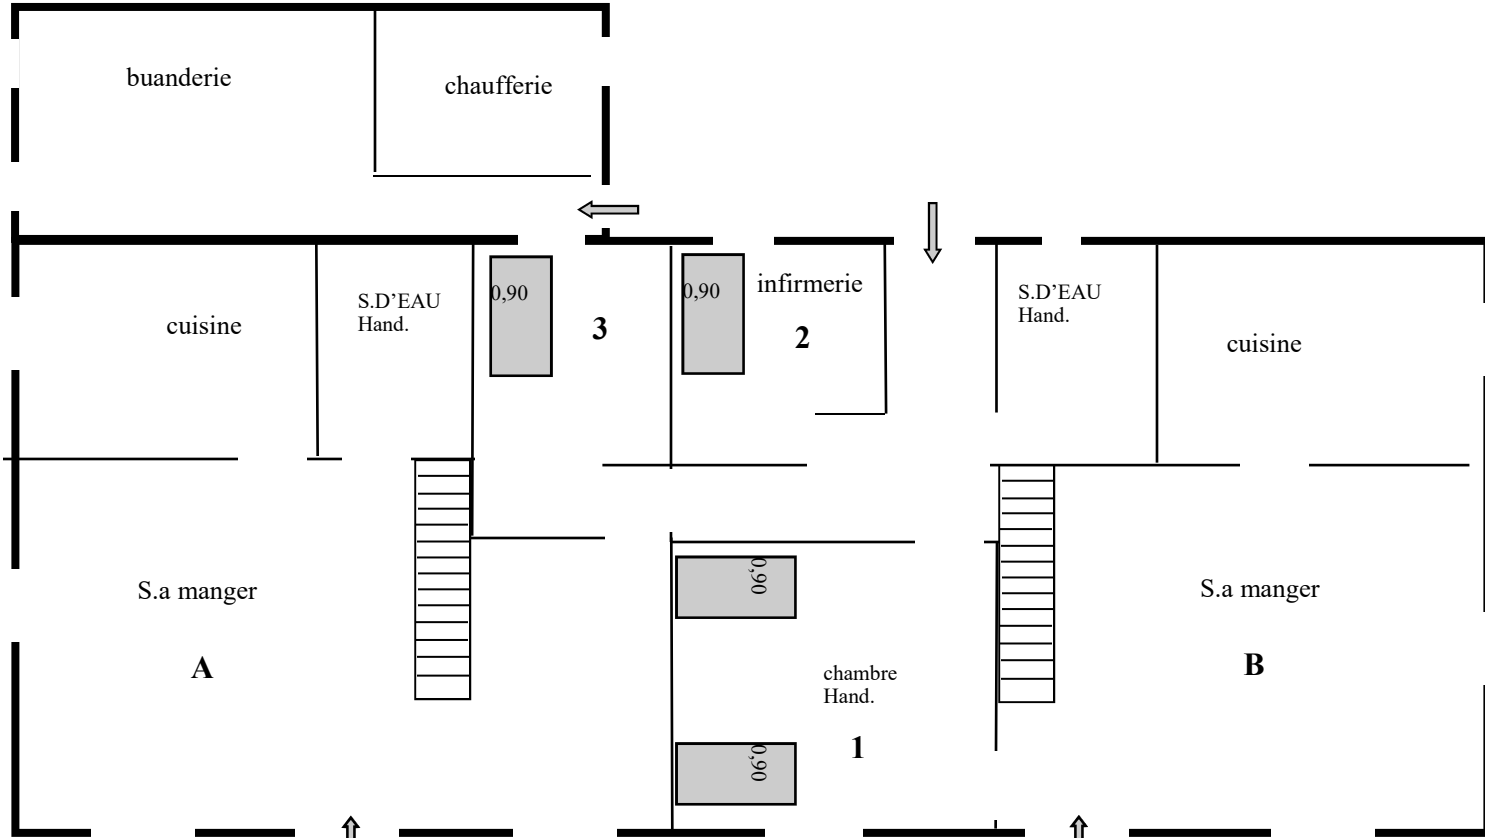 buanderie
chaufferie
cuisine
S.D’EAU
Hand.
0,90
3
0,90
infirmerie
2
S.D’EAU
Hand.
cuisine
S.a manger
A
0,90
chambre
Hand.
1
0,90
S.a manger
B